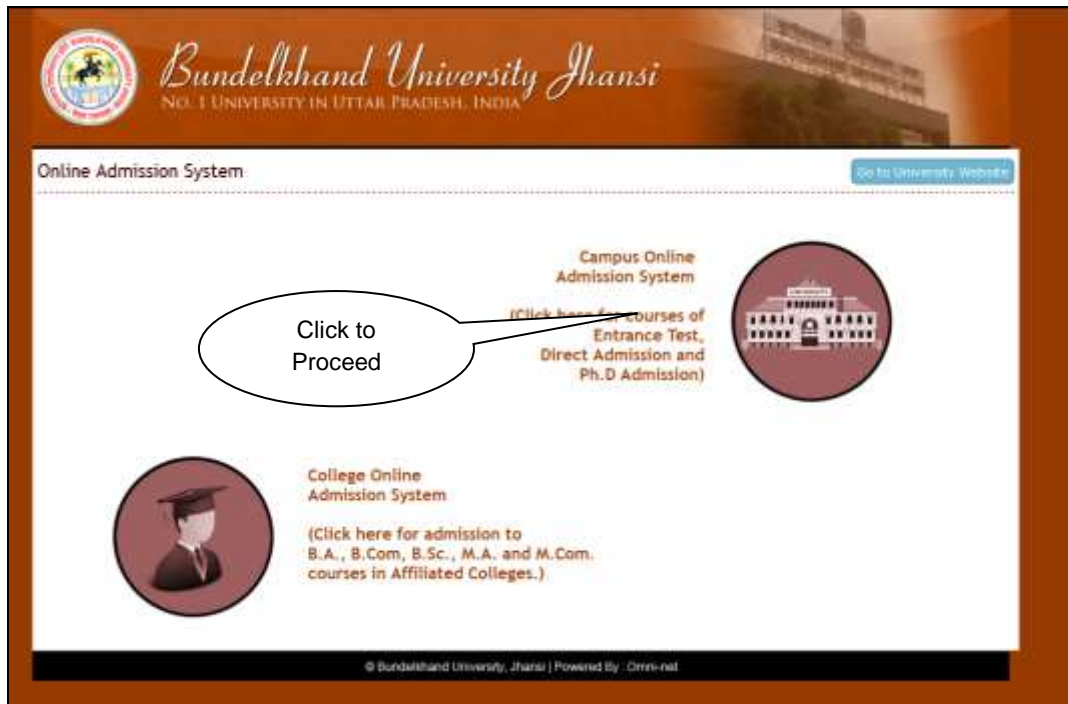 Bundelkhand University Jhansi
NO. 1 UNIVERSITY IN UTTAR PRADESH, INDIA
Online Admission System
Go to University Website
Campus Online
Admission System
(Click here for courses of
Entrance Test,
Direct Admission and
Ph.D Admission)
UNIVERSITY
Click to
Proceed
College Online
Admission System
(Click here for admission to
B.A., B.Com, B.Sc., M.A. and M.Com.
courses in Affiliated Colleges.)
© Bundelkhand University, Jhansi | Powered By : Omni-net